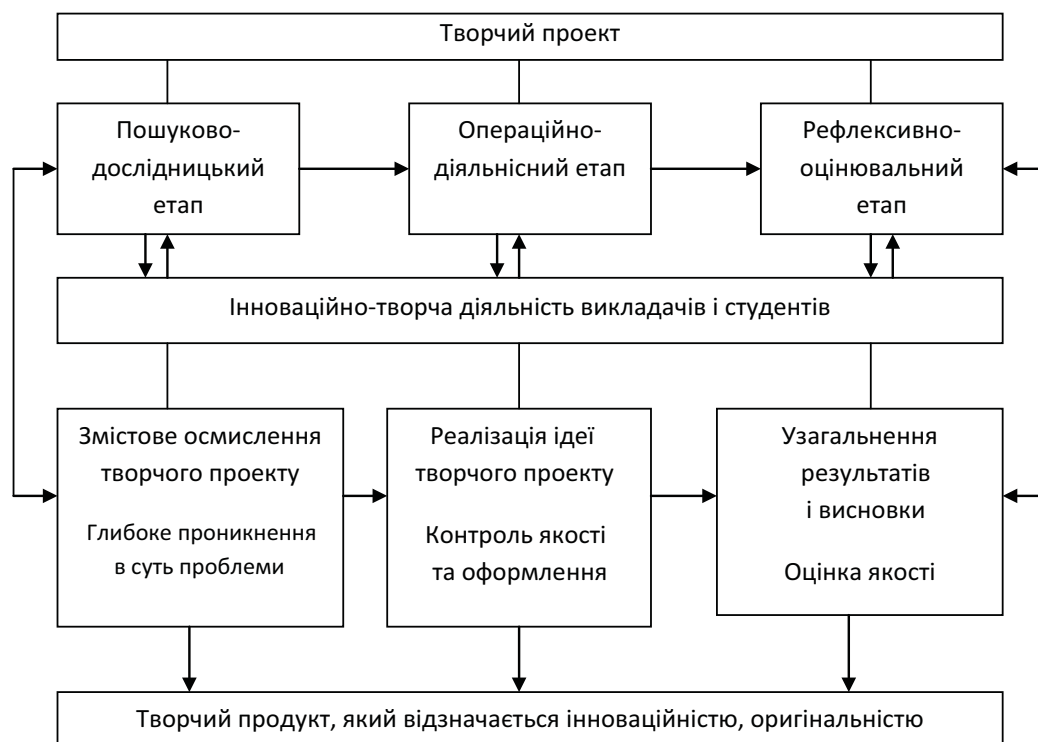 Творчий проект
Пошуково-
дослідницький
етап
Операційно-
діяльнісний етап
Рефлексивно-
оцінювальний
етап
Інноваційно-творча діяльність викладачів і студентів
Змістове осмислення
творчого проекту
Глибоке проникнення
в суть проблеми
Реалізація ідеї
творчого проекту
Контроль якості
та оформлення
Узагальнення
результатів
і висновки
Оцінка якості
Творчий продукт, який відзначається інноваційністю, оригінальністю